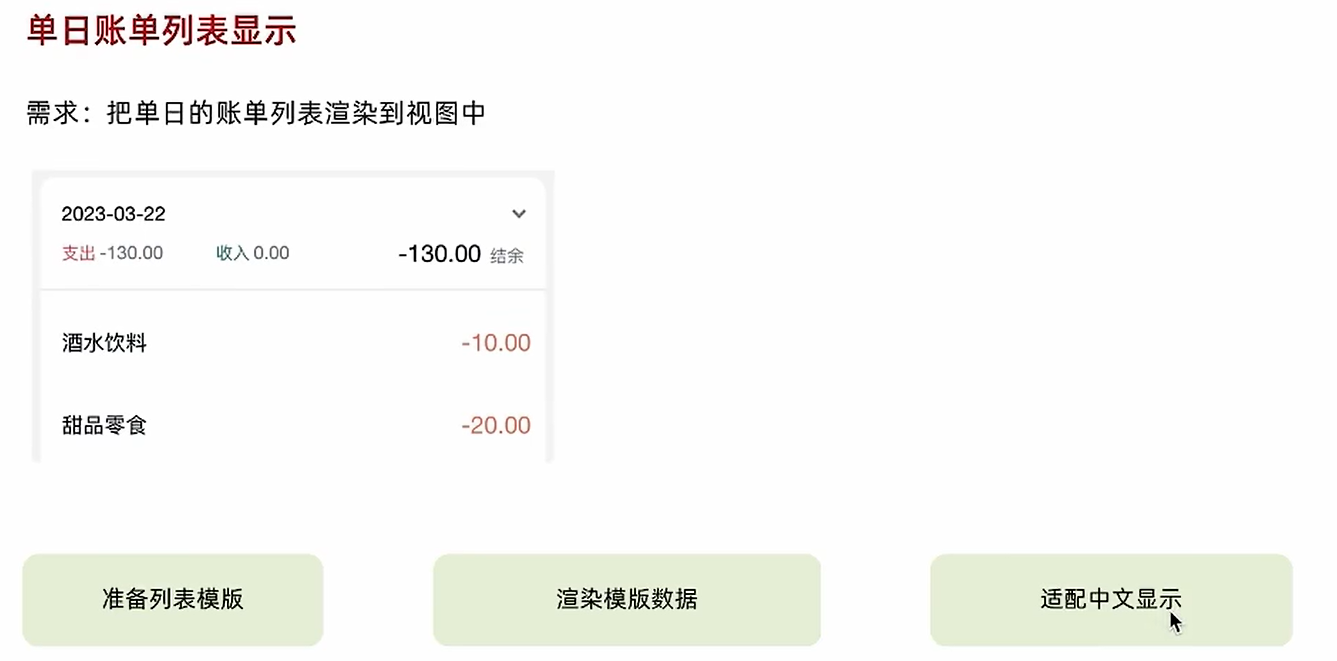 单日账单列表显示
需求：把单日的账单列表渲染到视图中
2023-03-22
支出 -130.00 收入 0.00 -130.00 结余
酒水饮料 -10.00
甜品零食 -20.00
准备列表模版 渲染模版数据 适配中文显示